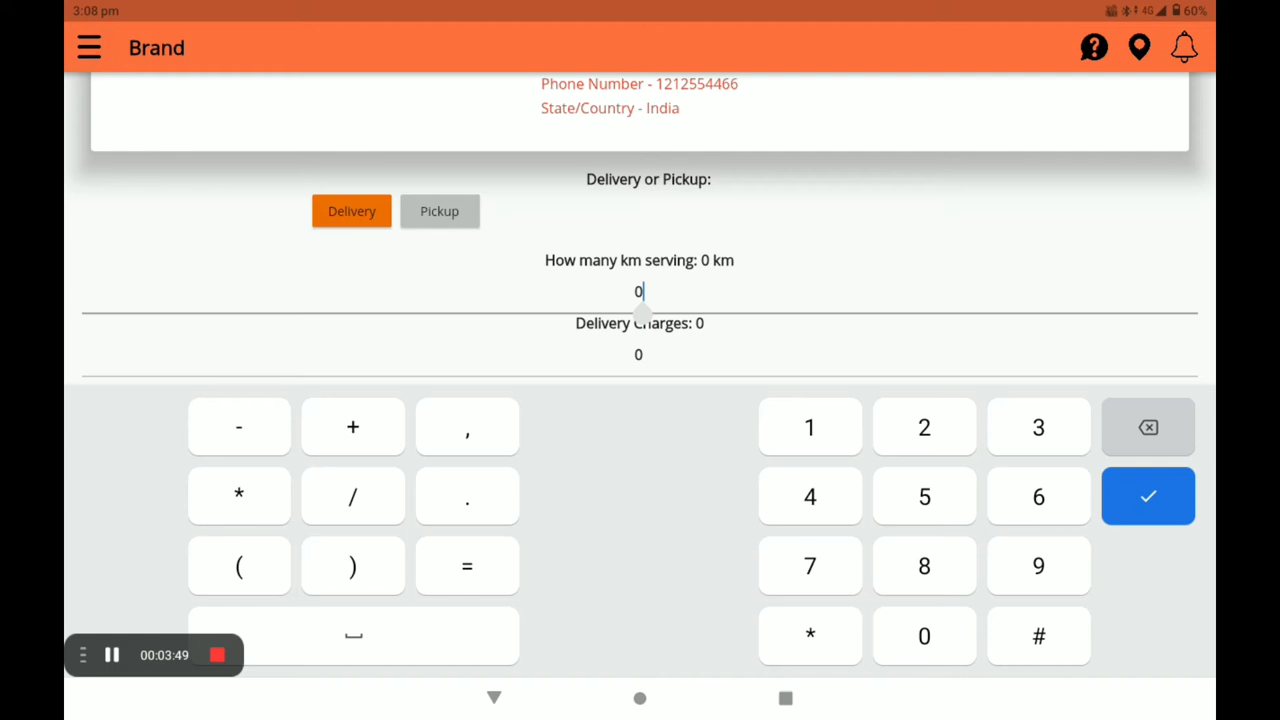 3:08 pm
4G 60%
Brand
Phone Number - 1212554466
State/Country - India
Delivery or Pickup:
Delivery Pickup
How many km serving: 0 km
0
Delivery Charges: 0
0
- + , 1 2 3
* / . 4 5 6
( ) = 7 8 9
* 0 #
00:03:49